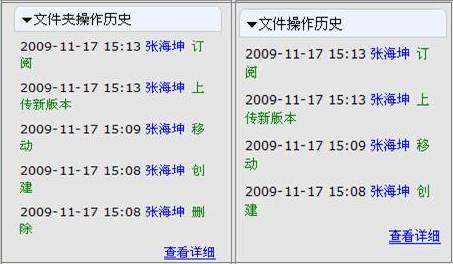 ▼文件夹操作历史
2009-11-17 15:13 张海坤 订
阅
2009-11-17 15:13 张海坤 上
传新版本
2009-11-17 15:09 张海坤 移
动
2009-11-17 15:08 张海坤 创
建
2009-11-17 15:08 张海坤 删
除
查看详细
▼文件操作历史
2009-11-17 15:13 张海坤 订
阅
2009-11-17 15:13 张海坤 上
传新版本
2009-11-17 15:09 张海坤 移
动
2009-11-17 15:08 张海坤 创
建
查看详细